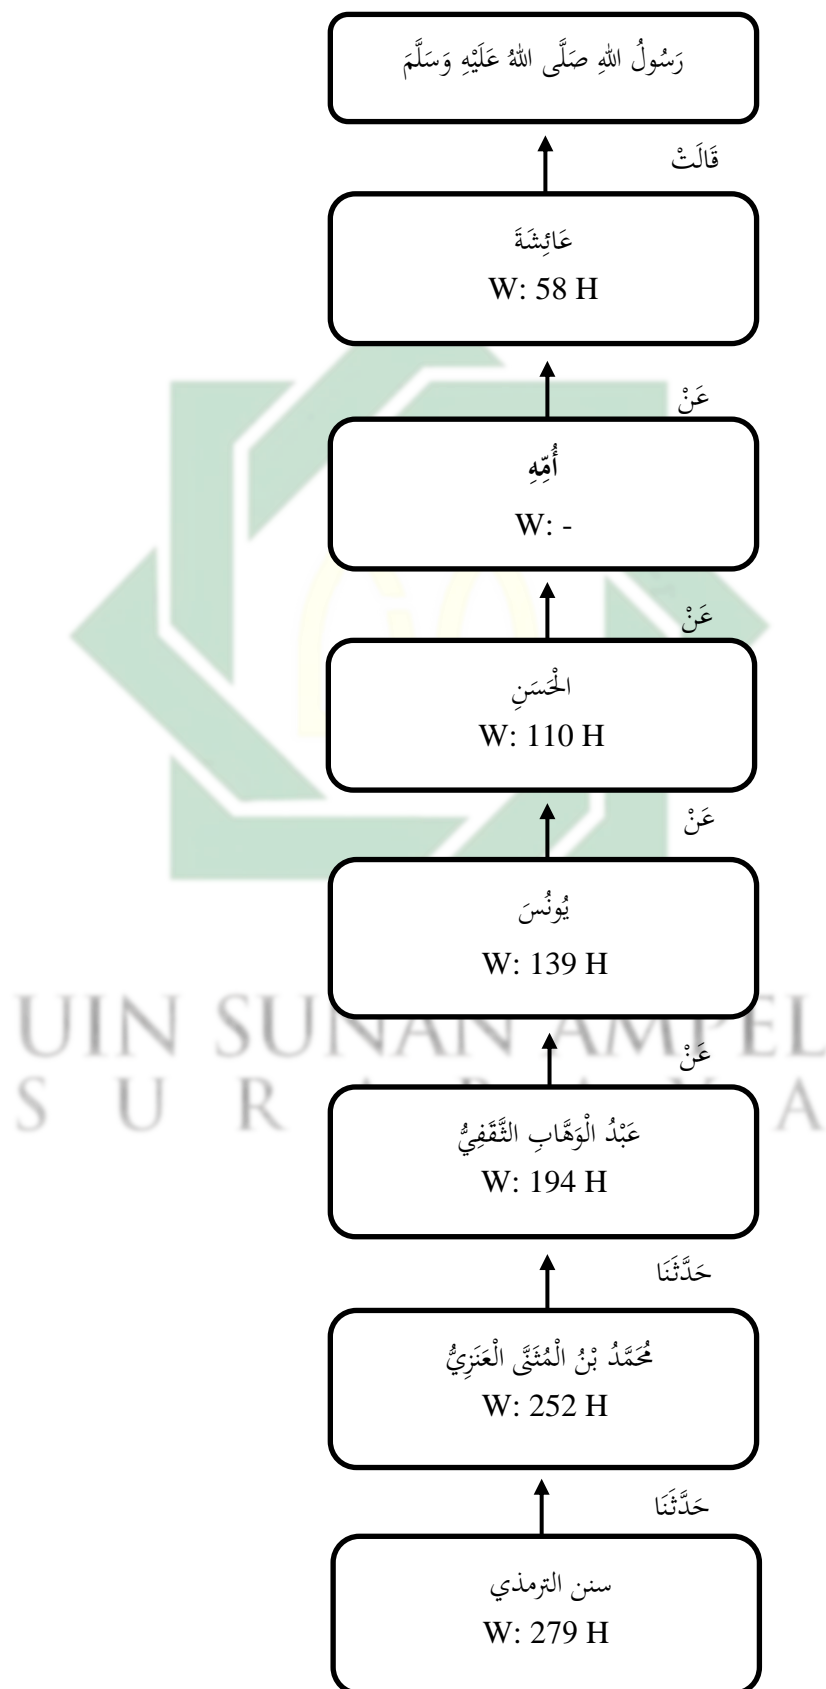 رَسُولُ اللهِ صَلَّى اللهُ عَلَيْهِ وَسَلَّمَ
قَالَتْ
عَائِشَةَ
W: 58 H
عَنْ
أُمِّهِ
W: -
عَنْ
الْحَسَنِ
W: 110 H
عَنْ
يُونُسَ
W: 139 H
UIN SUNAN AMPEL
عَنْ
S U R A B A Y A
عَبْدُ الْوَهَّابِ الثَّقَفِيُّ
W: 194 H
حَدَّثَنَا
مُحَمَّدُ بْنُ الْمُثَنَّى الْعَنَزِيُّ
W: 252 H
حَدَّثَنَا
سنن الترمذي
W: 279 H